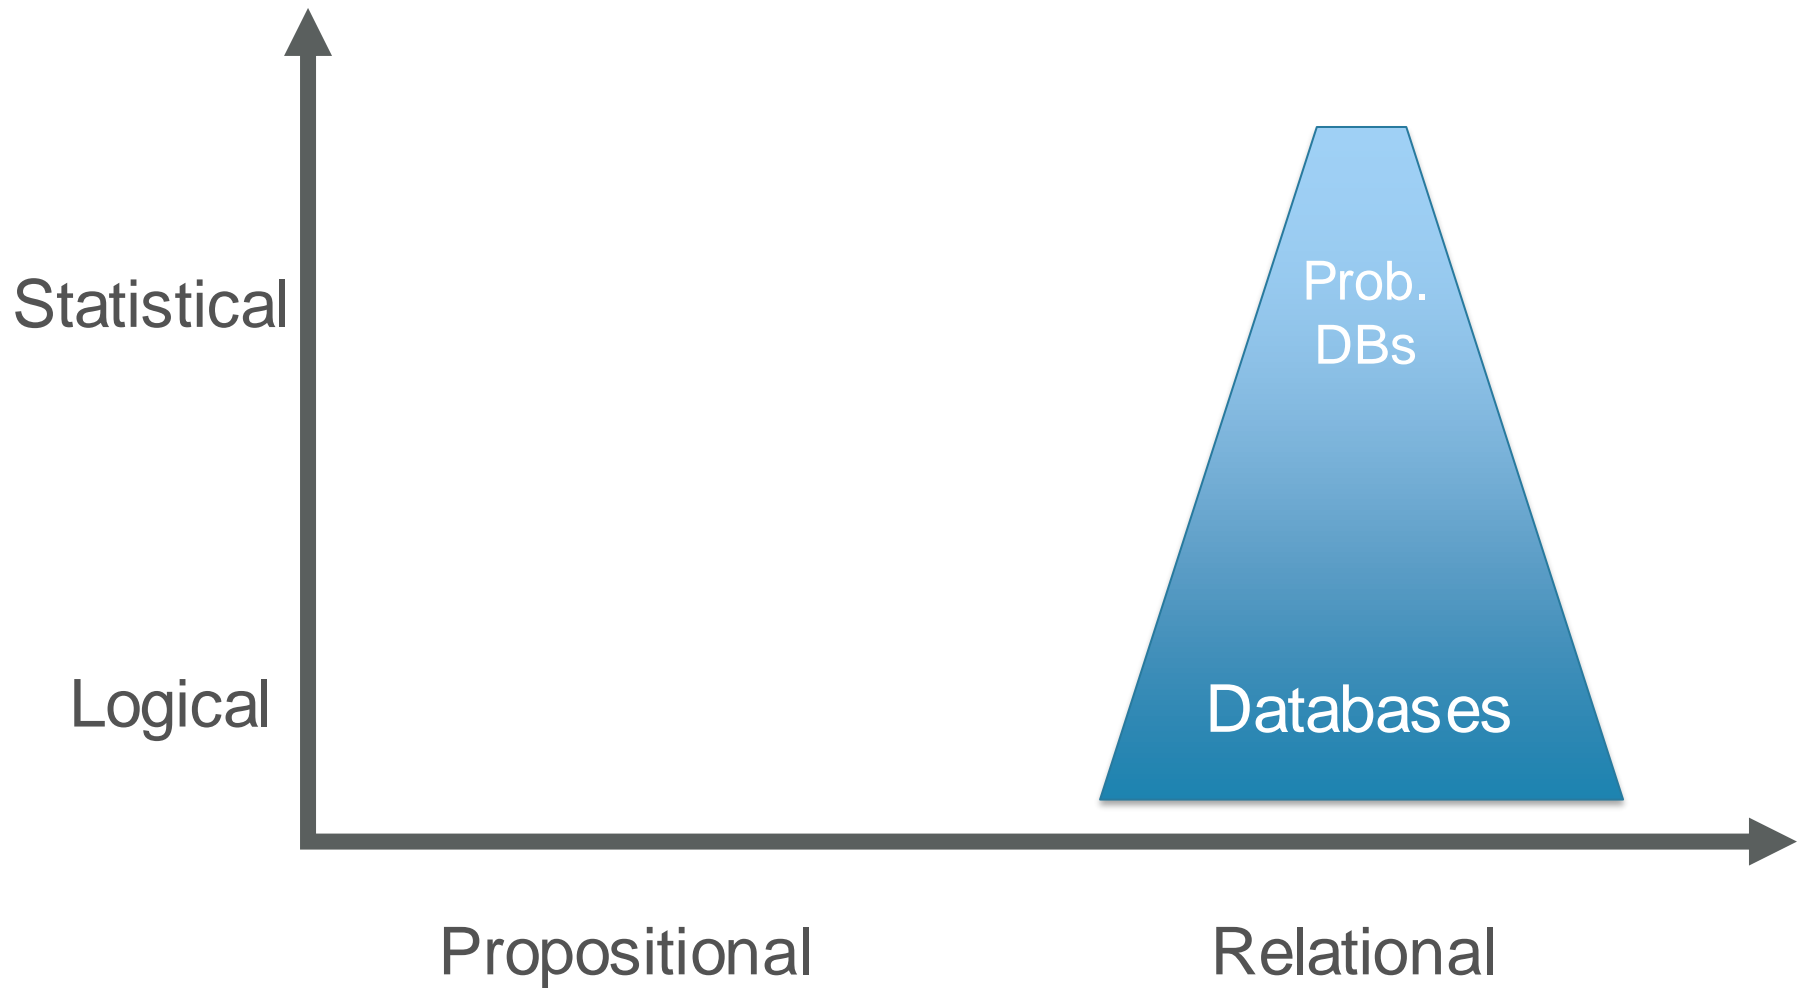 Statistical
Prob.
DBs
Logical
Databases
Propositional
Relational